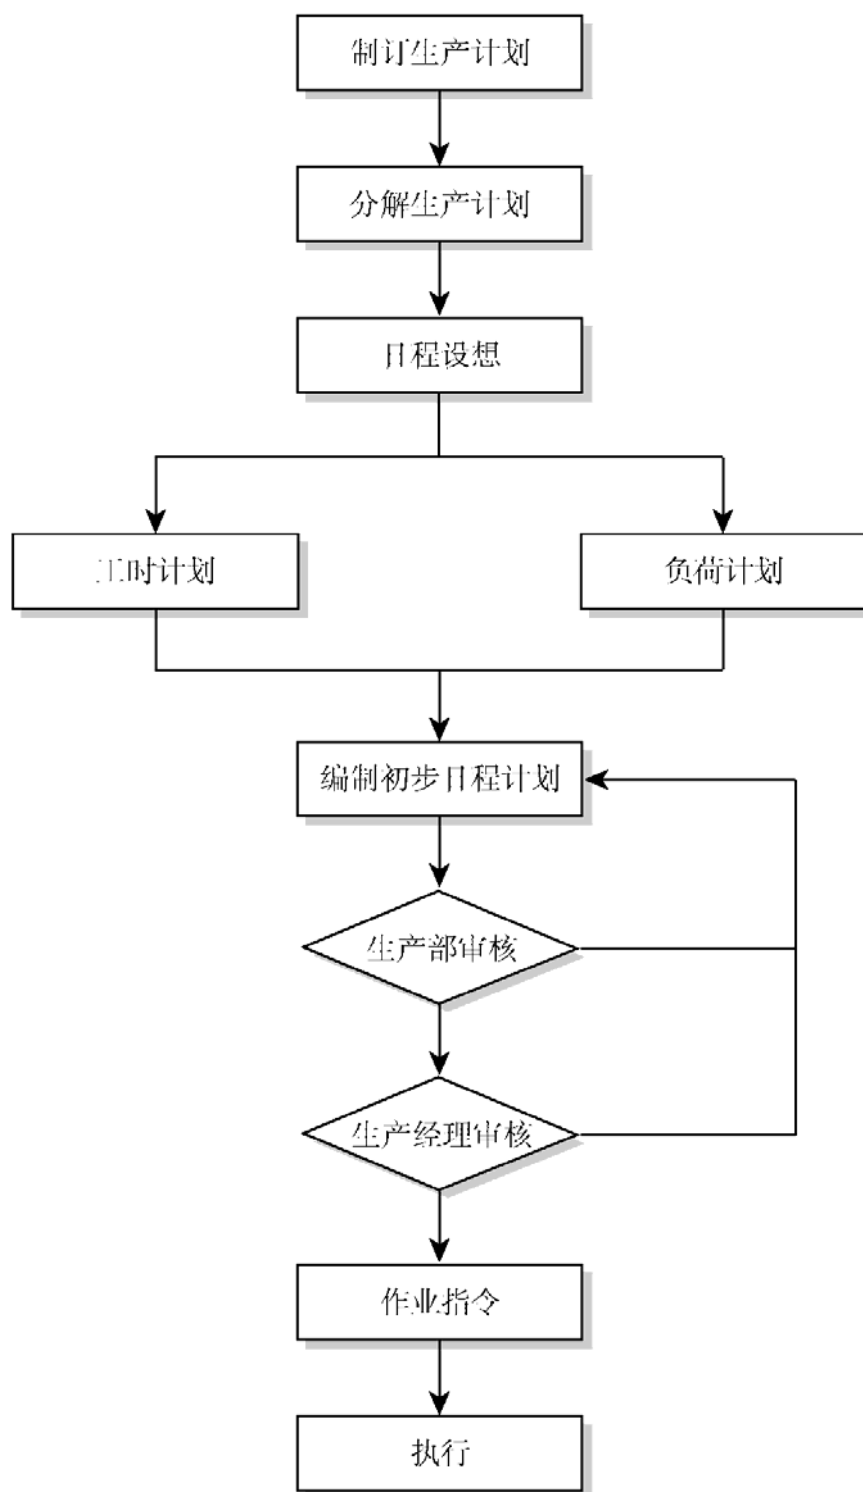 制订生产计划
分解生产计划
日程设想
工时计划
负荷计划
编制初步日程计划
生产部审核
生产经理审核
作业指令
执行